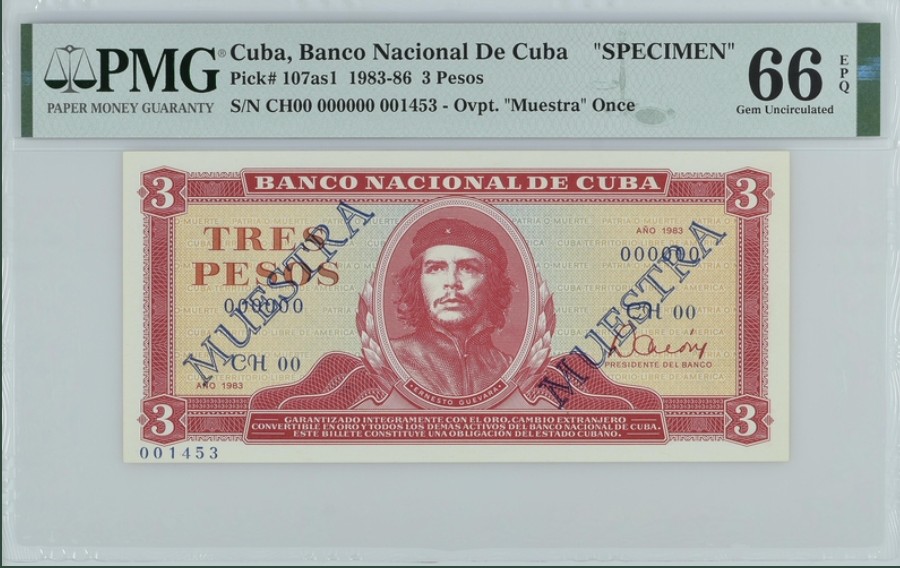 PMG®
PAPER MONEY GUARANTY
Cuba, Banco Nacional De Cuba "SPECIMEN"
Pick# 107as1 1983-86 3 Pesos
S/N CH00 000000 001453 - Ovpt. "Muestra" Once
66
EPQ
Gem Uncirculated
3
BANCO NACIONAL DE CUBA
3
TRES
PESOS
000000
CH 00
AÑO 1983
MUESTRA
ERNESTO GUEVARA
AÑO 1983
000000
CH 00
PRESIDENTE DEL BANCO
MUESTRA
3
GARANTIZADO INTEGRAMENTE CON EL ORO, CAMBIO EXTRANJERO
CONVERTIBLE EN ORO Y TODOS LOS DEMAS ACTIVOS DEL BANCO NACIONAL DE CUBA.
ESTE BILLETE CONSTITUYE UNA OBLIGACION DEL ESTADO CUBANO.
3
001453